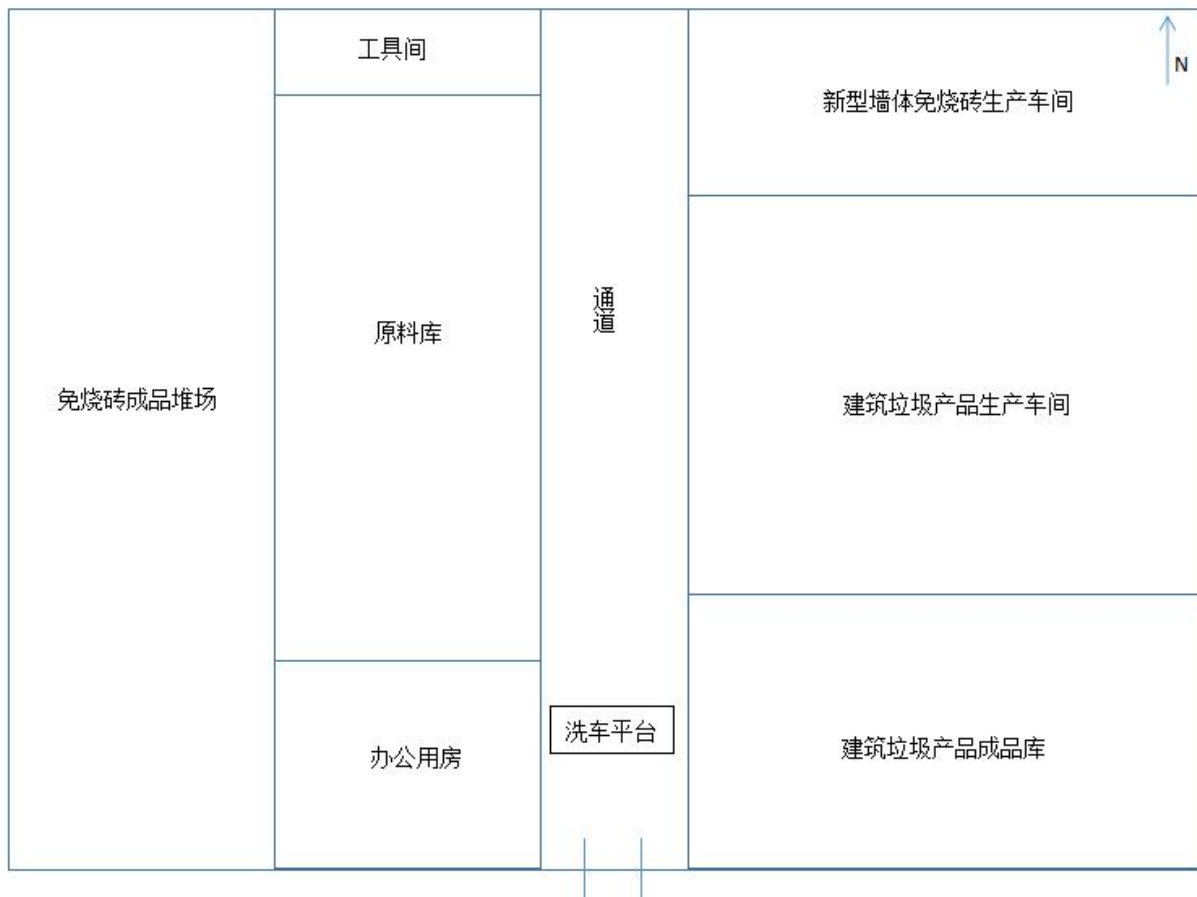 工具间
N
新型墙体免烧砖生产车间
通
道
原料库
免烧砖成品堆场
建筑垃圾产品生产车间
洗车平台
办公用房
建筑垃圾产品成品库